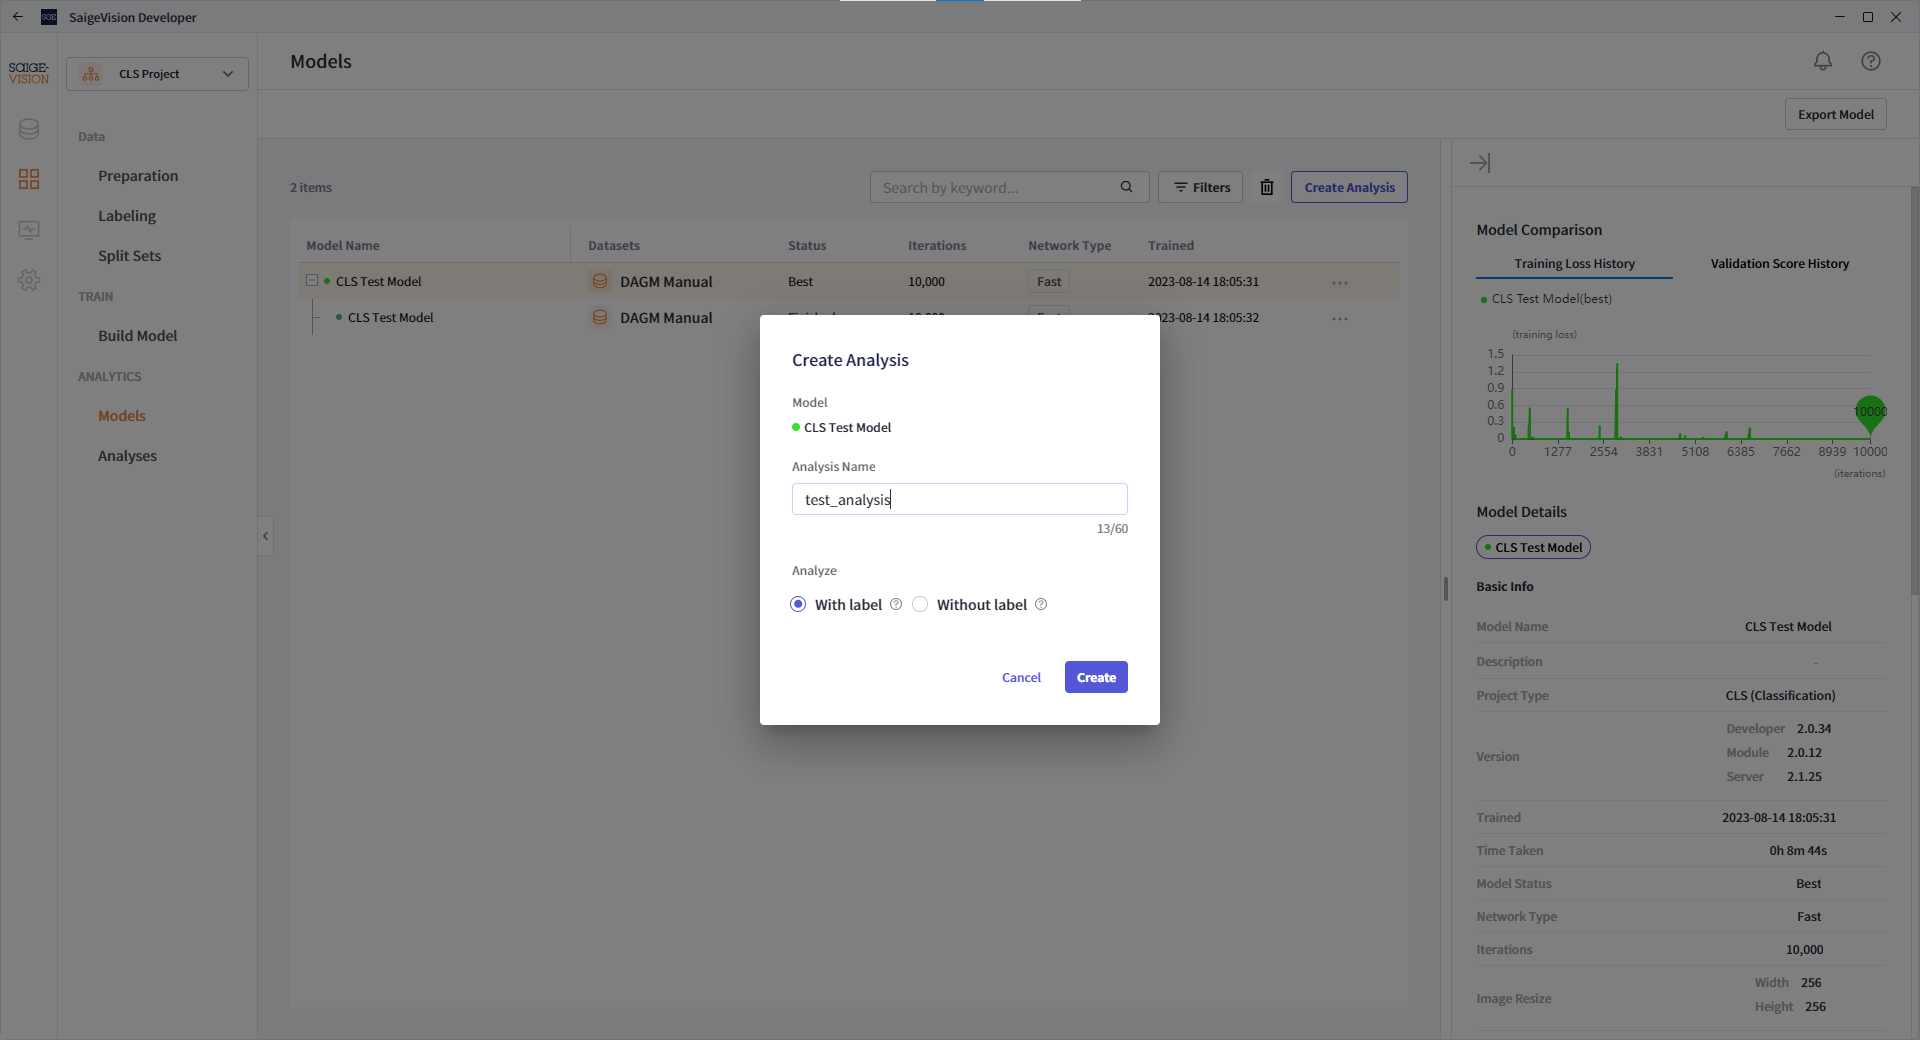 SaigeVision Developer
SAIGE-
VISION
CLS Project
Data
Preparation
Labeling
Split Sets
TRAIN
Build Model
ANALYTICS
Models
Analyses
Models
Export Model
2 items
Search by keyword...
Filters
Create Analysis
Model Name Datasets Status Iterations Network Type Trained
CLS Test Model DAGM Manual Best 10,000 Fast 2023-08-14 18:05:31 ...
CLS Test Model DAGM Manual 2023-08-14 18:05:32 ...
Create Analysis
Model
CLS Test Model
Analysis Name
test_analysis
13/60
Analyze
With label Without label
Cancel Create
Model Comparison
Training Loss History Validation Score History
CLS Test Model(best)
(training loss)
1.5
1.2
0.9
0.6
0.3
0
10000
0 1277 2554 3831 5108 6385 7662 8939 10000
(iterations)
Model Details
CLS Test Model
Basic Info
Model Name CLS Test Model
Description -
Project Type CLS (Classification)
Version
Developer 2.0.34
Module 2.0.12
Server 2.1.25
Trained 2023-08-14 18:05:31
Time Taken 0h 8m 44s
Model Status Best
Network Type Fast
Iterations 10,000
Image Resize
Width 256
Height 256